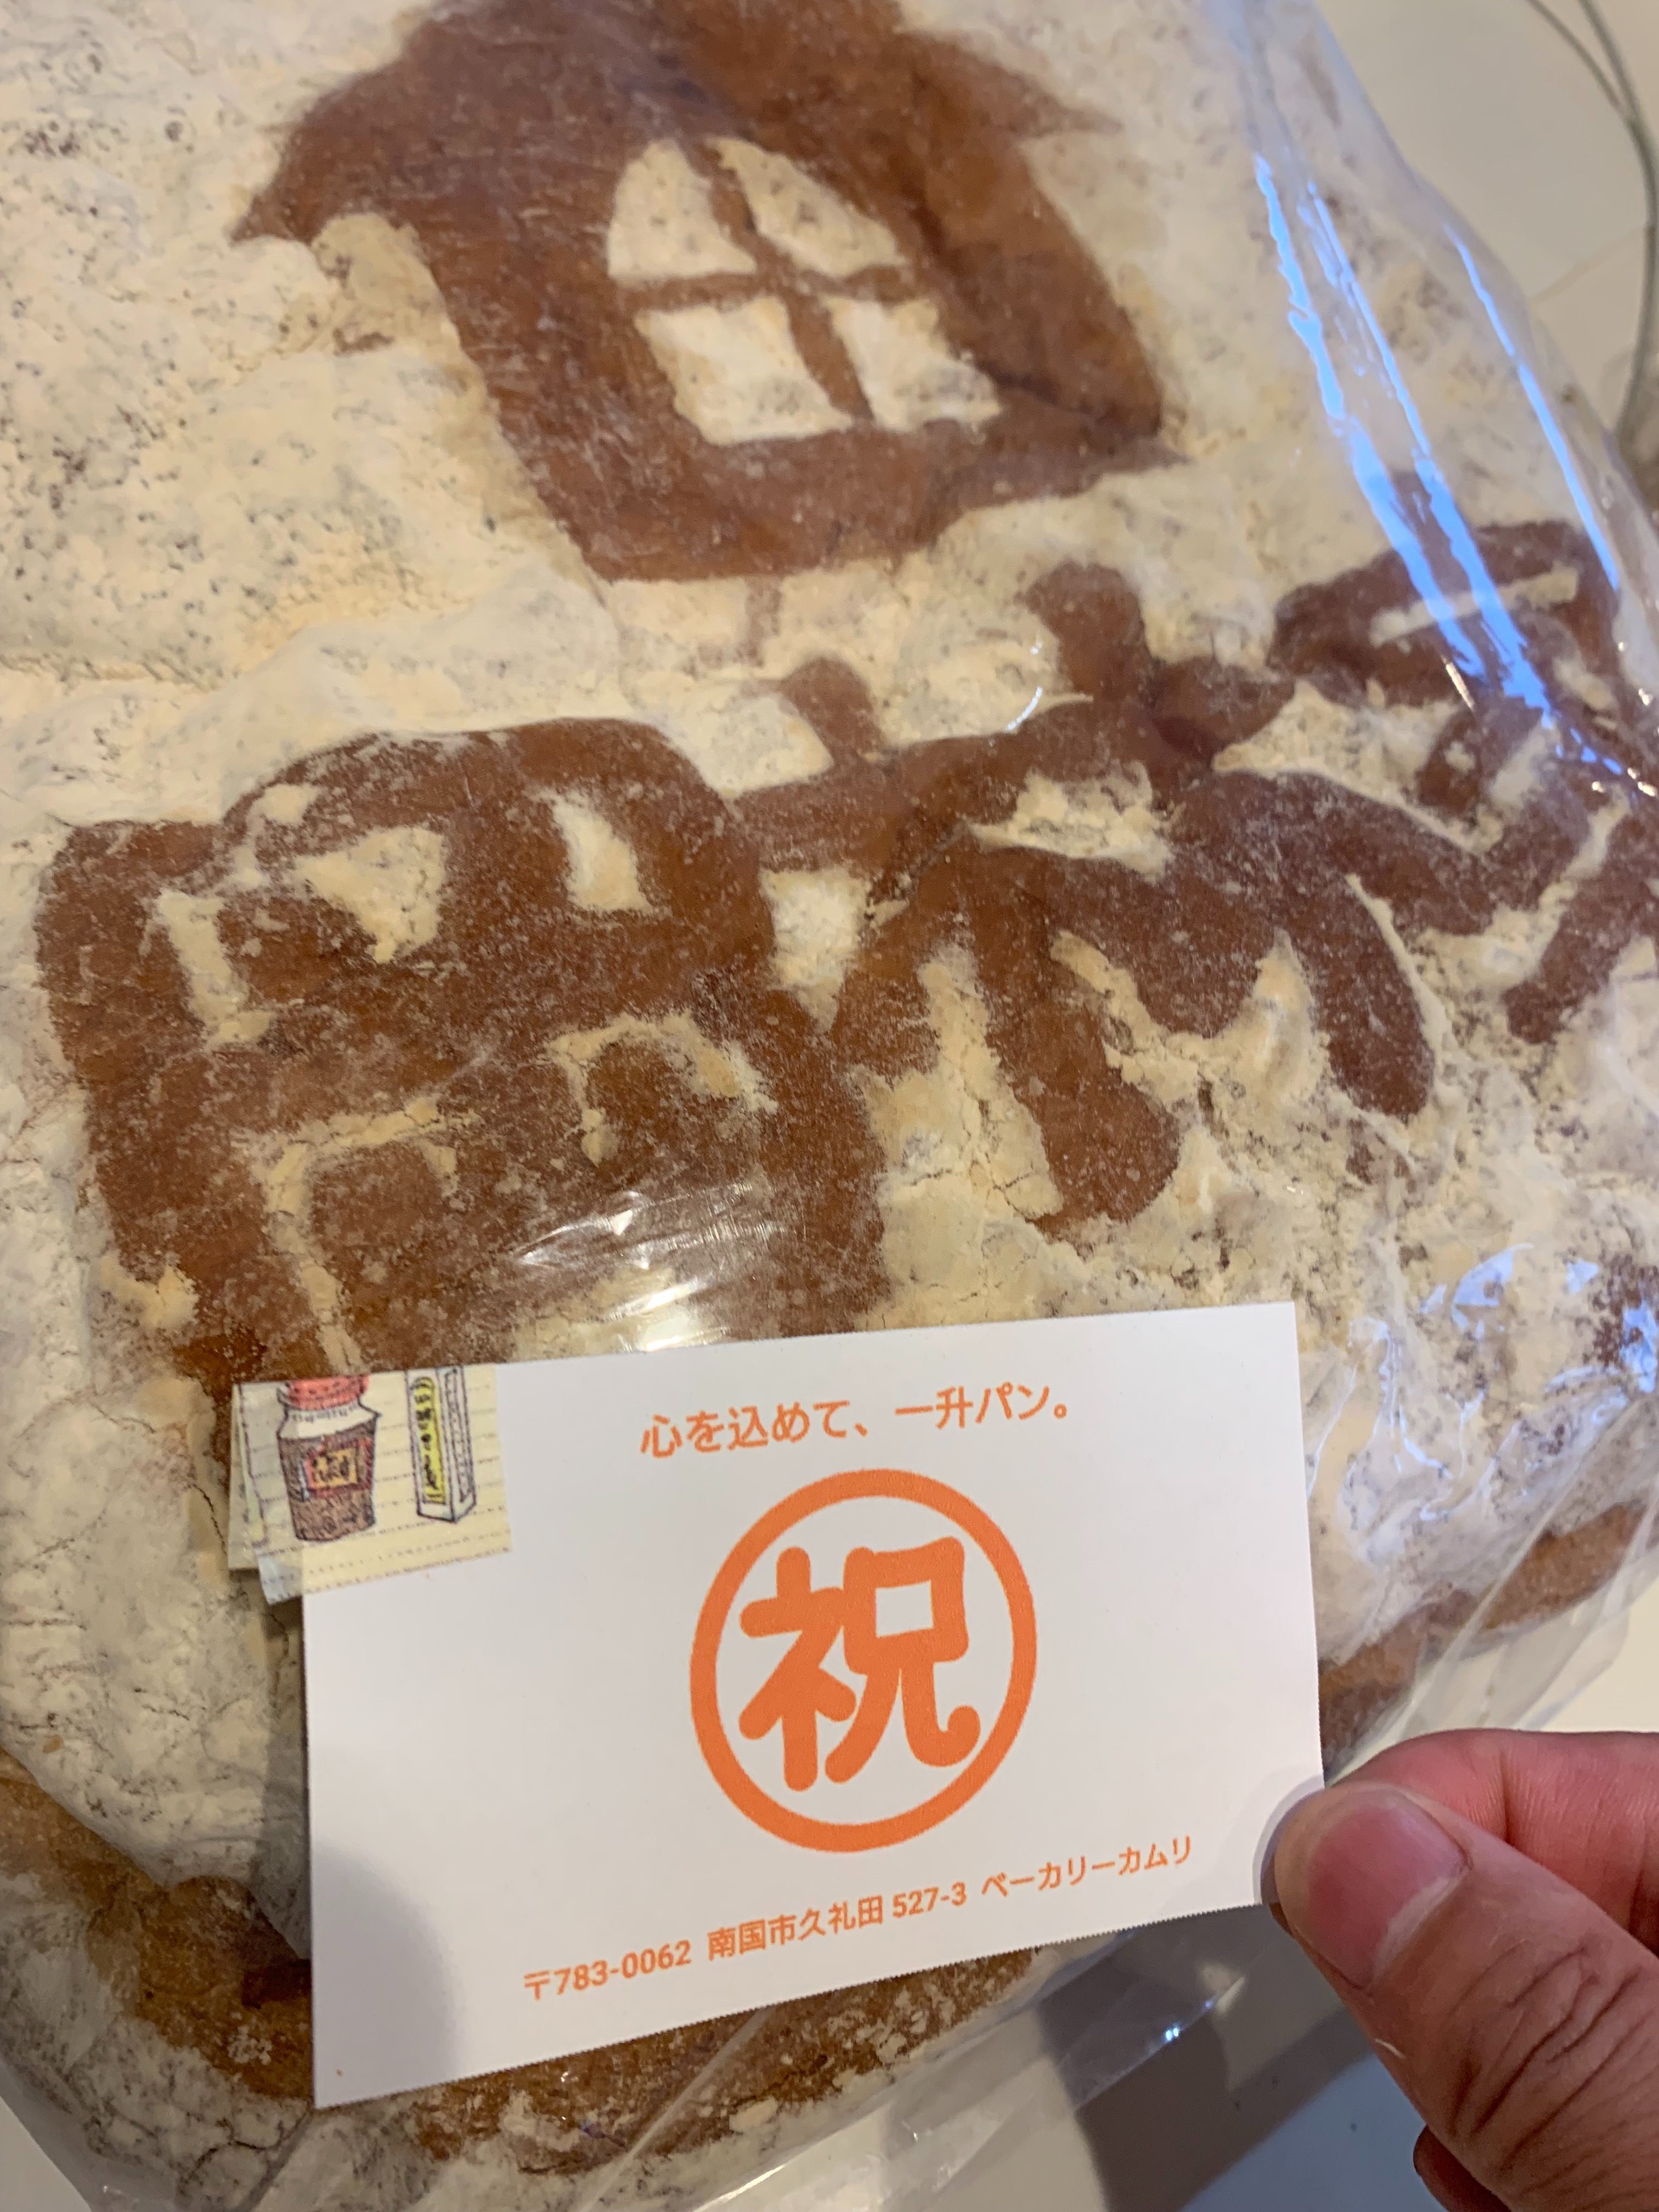 心を込めて、一升パン。
祝
〒783-0062 南国市久礼田 527-3 ベーカリーカムリ